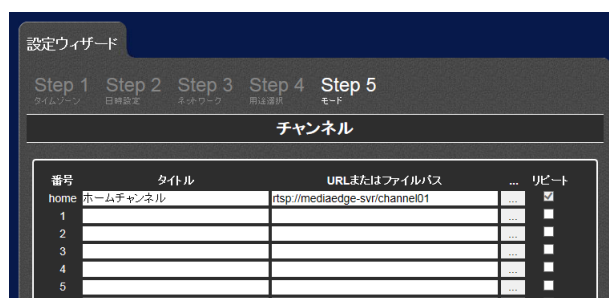 設定ウィザード
Step 1 Step 2 Step 3 Step 4 Step 5
タイムゾーン 日時設定 ネットワーク 用途選択 モード
チャンネル
番号 タイトル URLまたはファイルパス ... リピート
home ホームチャンネル rtsp://mediaedge-svr/channel01 ...
1 ...
2 ...
3 ...
4 ...
5 ...